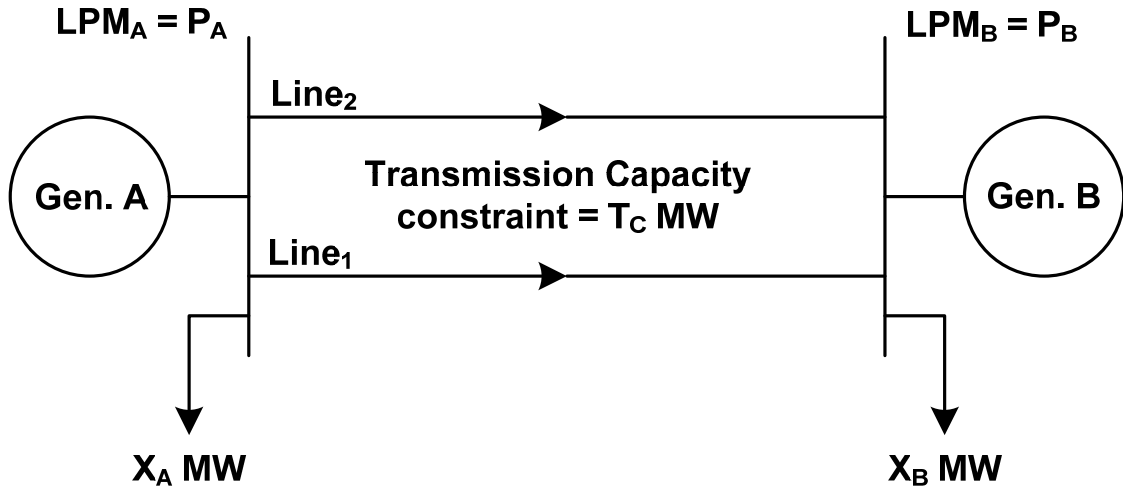 LPM_A = P_A
LPM_B = P_B
Line_2
Transmission Capacity
constraint = T_C MW
Gen. A
Gen. B
Line_1
X_A MW
X_B MW